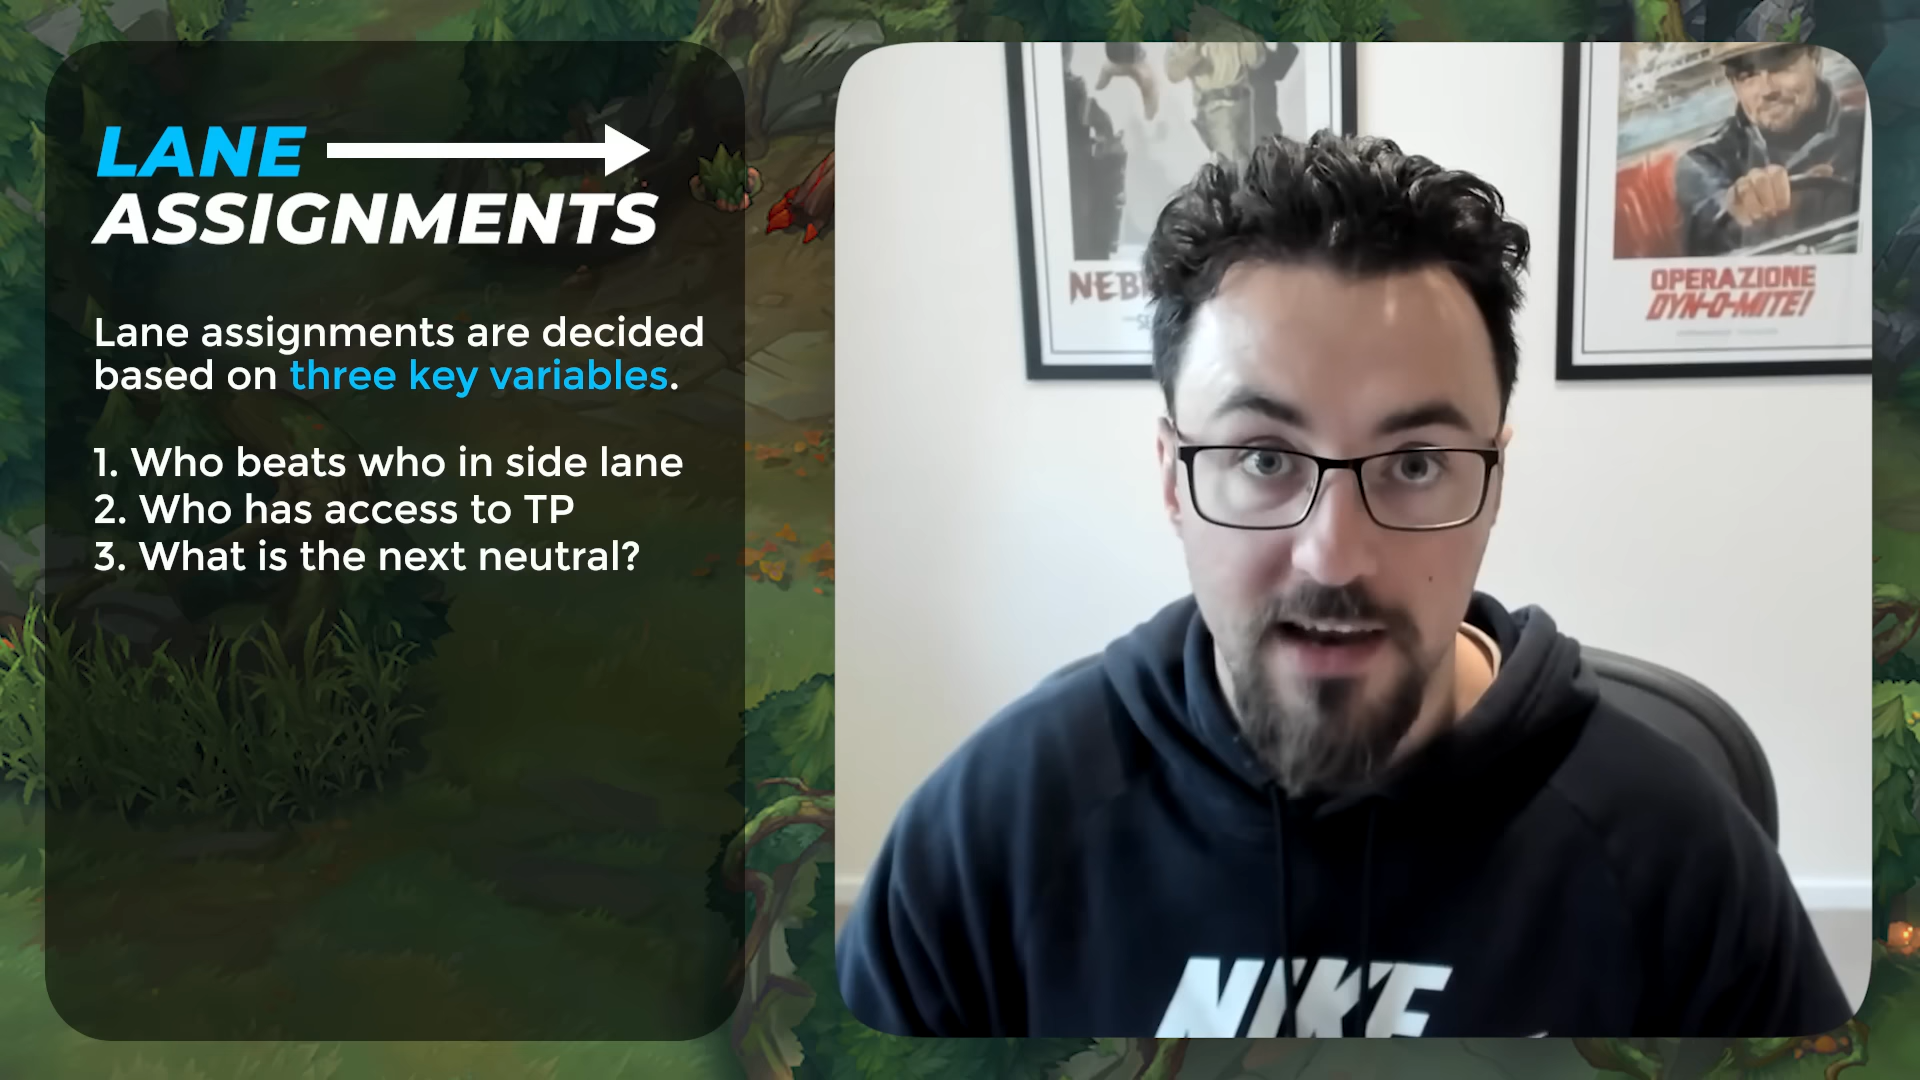 LANE
ASSIGNMENTS
Lane assignments are decided
based on three key variables.
1. Who beats who in side lane
2. Who has access to TP
3. What is the next neutral?
OPERAZIONE
DYN-O-MITE!
NIKE